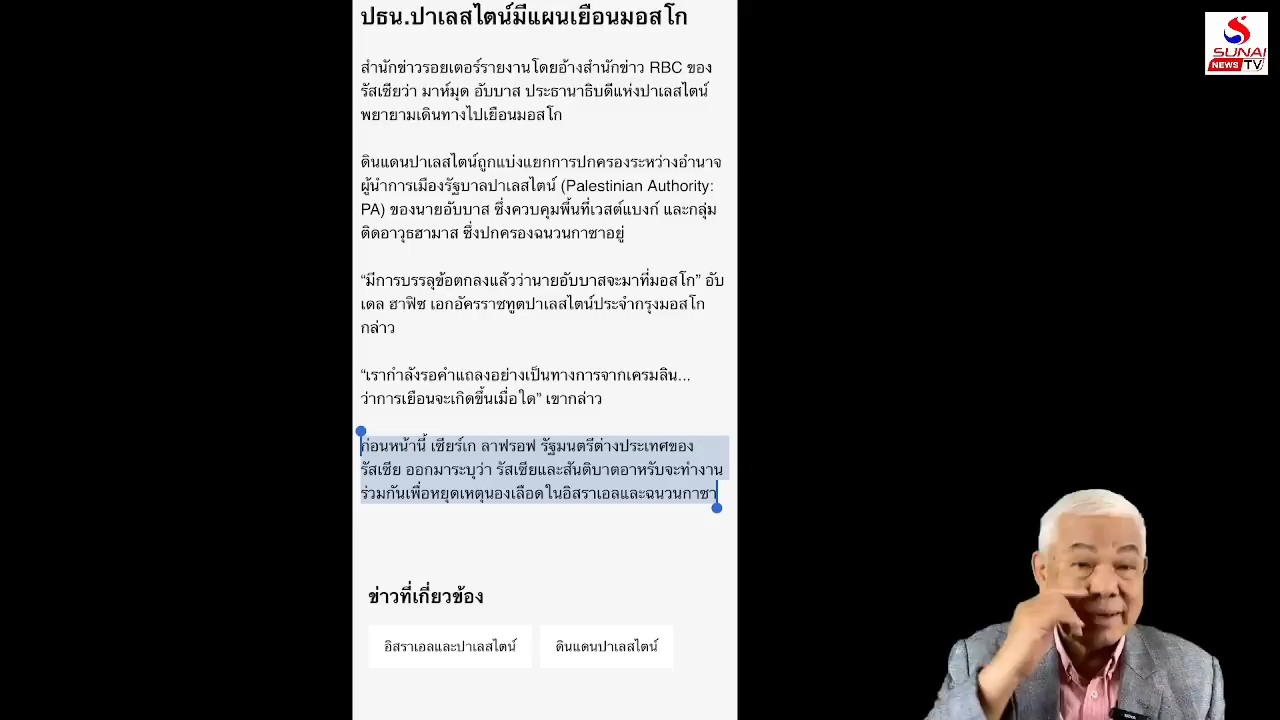 ปธน.ปาเลสไตน์มีแผนเยือนมอสโก
SUNAI
NEWS TV
สำนักข่าวรอยเตอร์รายงานโดยอ้างสำนักข่าว RBC ของ
รัสเซียว่า มาห์มุด อับบาส ประธานาธิบดีแห่งปาเลสไตน์
พยายามเดินทางไปเยือนมอสโก
ดินแดนปาเลสไตน์ถูกแบ่งแยกการปกครองระหว่างอำนาจ
ผู้นำการเมืองรัฐบาลปาเลสไตน์ (Palestinian Authority:
PA) ของนายอับบาส ซึ่งควบคุมพื้นที่เวสต์แบงก์ และกลุ่ม
ติดอาวุธฮามาส ซึ่งปกครองฉนวนกาซาอยู่
“มีการบรรลุข้อตกลงแล้วว่านายอับบาสจะมาที่มอสโก” อับ
เดล ฮาฟิซ เอกอัครราชทูตปาเลสไตน์ประจำกรุงมอสโก
กล่าว
“เรากำลังรอคำแถลงอย่างเป็นทางการจากเครมลิน...
ว่าการเยือนจะเกิดขึ้นเมื่อใด” เขากล่าว
ก่อนหน้านี้ เซียร์เก ลาฟรอฟ รัฐมนตรีต่างประเทศของ
รัสเซีย ออกมาระบุว่า รัสเซียและสันติบาตอาหรับจะทำงาน
ร่วมกันเพื่อหยุดเหตุนองเลือดในอิสราเอลและฉนวนกาซา
ข่าวที่เกี่ยวข้อง
อิสราเอลและปาเลสไตน์
ดินแดนปาเลสไตน์